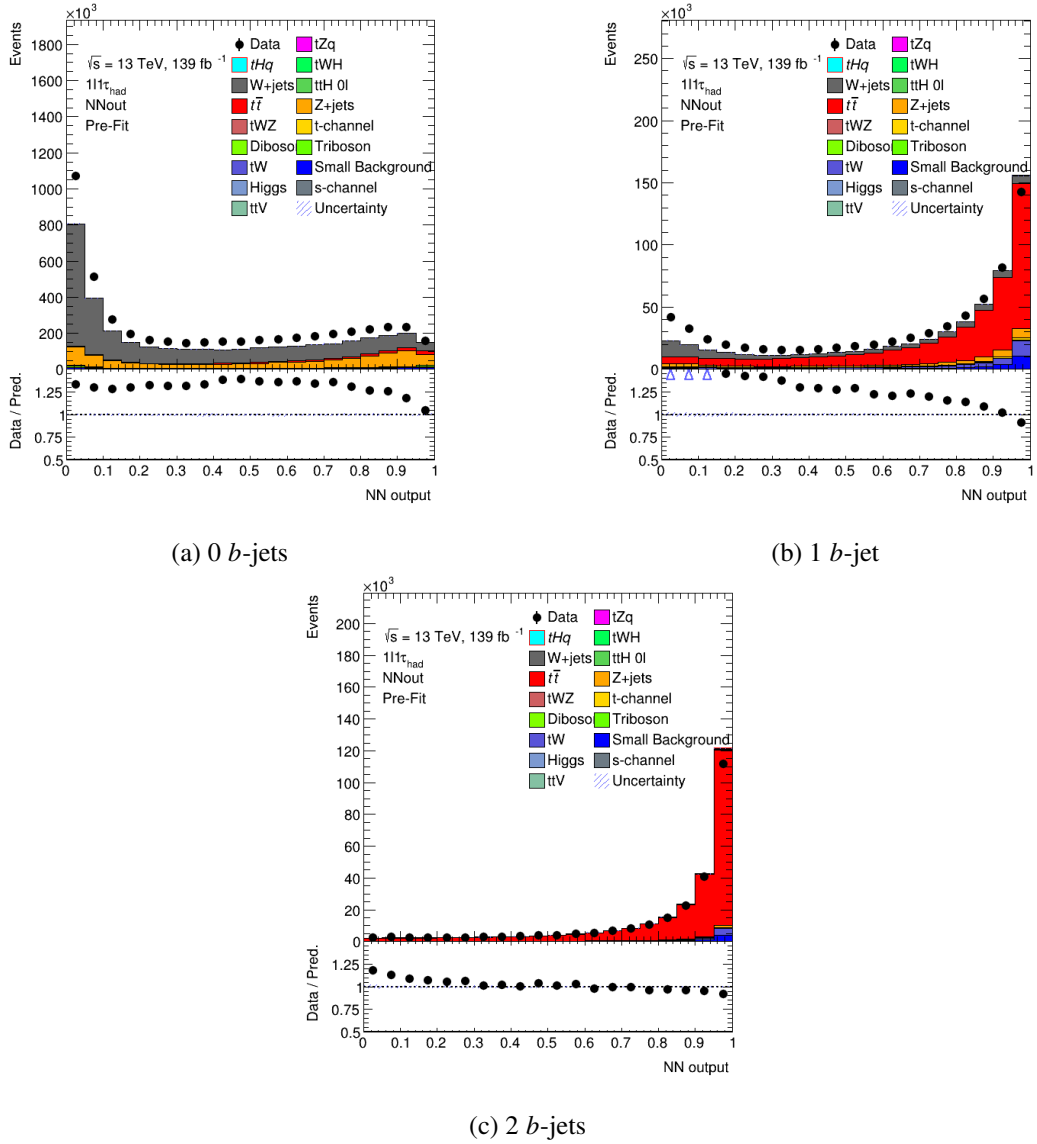 ×10³
Events
1800
1600
1400
1200
1000
800
600
400
200
0
√s = 13 TeV, 139 fb⁻¹
1l1τ_had
NNout
Pre-Fit
Data
tHq
W+jets
tt̄
tWZ
Diboso
tW
Higgs
ttV
tZq
tWH
ttH 0l
Z+jets
t-channel
Triboson
Small Background
s-channel
Uncertainty
Data / Pred.
1.25
1
0.75
0.5
0 0.1 0.2 0.3 0.4 0.5 0.6 0.7 0.8 0.9 1
NN output
(a) 0 b-jets
×10³
Events
250
200
150
100
50
0
√s = 13 TeV, 139 fb⁻¹
1l1τ_had
NNout
Pre-Fit
Data
tHq
W+jets
tt̄
tWZ
Diboso
tW
Higgs
ttV
tZq
tWH
ttH 0l
Z+jets
t-channel
Triboson
Small Background
s-channel
Uncertainty
Data / Pred.
1.25
1
0.75
0.5
0 0.1 0.2 0.3 0.4 0.5 0.6 0.7 0.8 0.9 1
NN output
(b) 1 b-jet
×10³
Events
200
180
160
140
120
100
80
60
40
20
0
√s = 13 TeV, 139 fb⁻¹
1l1τ_had
NNout
Pre-Fit
Data
tHq
W+jets
tt̄
tWZ
Diboso
tW
Higgs
ttV
tZq
tWH
ttH 0l
Z+jets
t-channel
Triboson
Small Background
s-channel
Uncertainty
Data / Pred.
1.25
1
0.75
0.5
0 0.1 0.2 0.3 0.4 0.5 0.6 0.7 0.8 0.9 1
NN output
(c) 2 b-jets